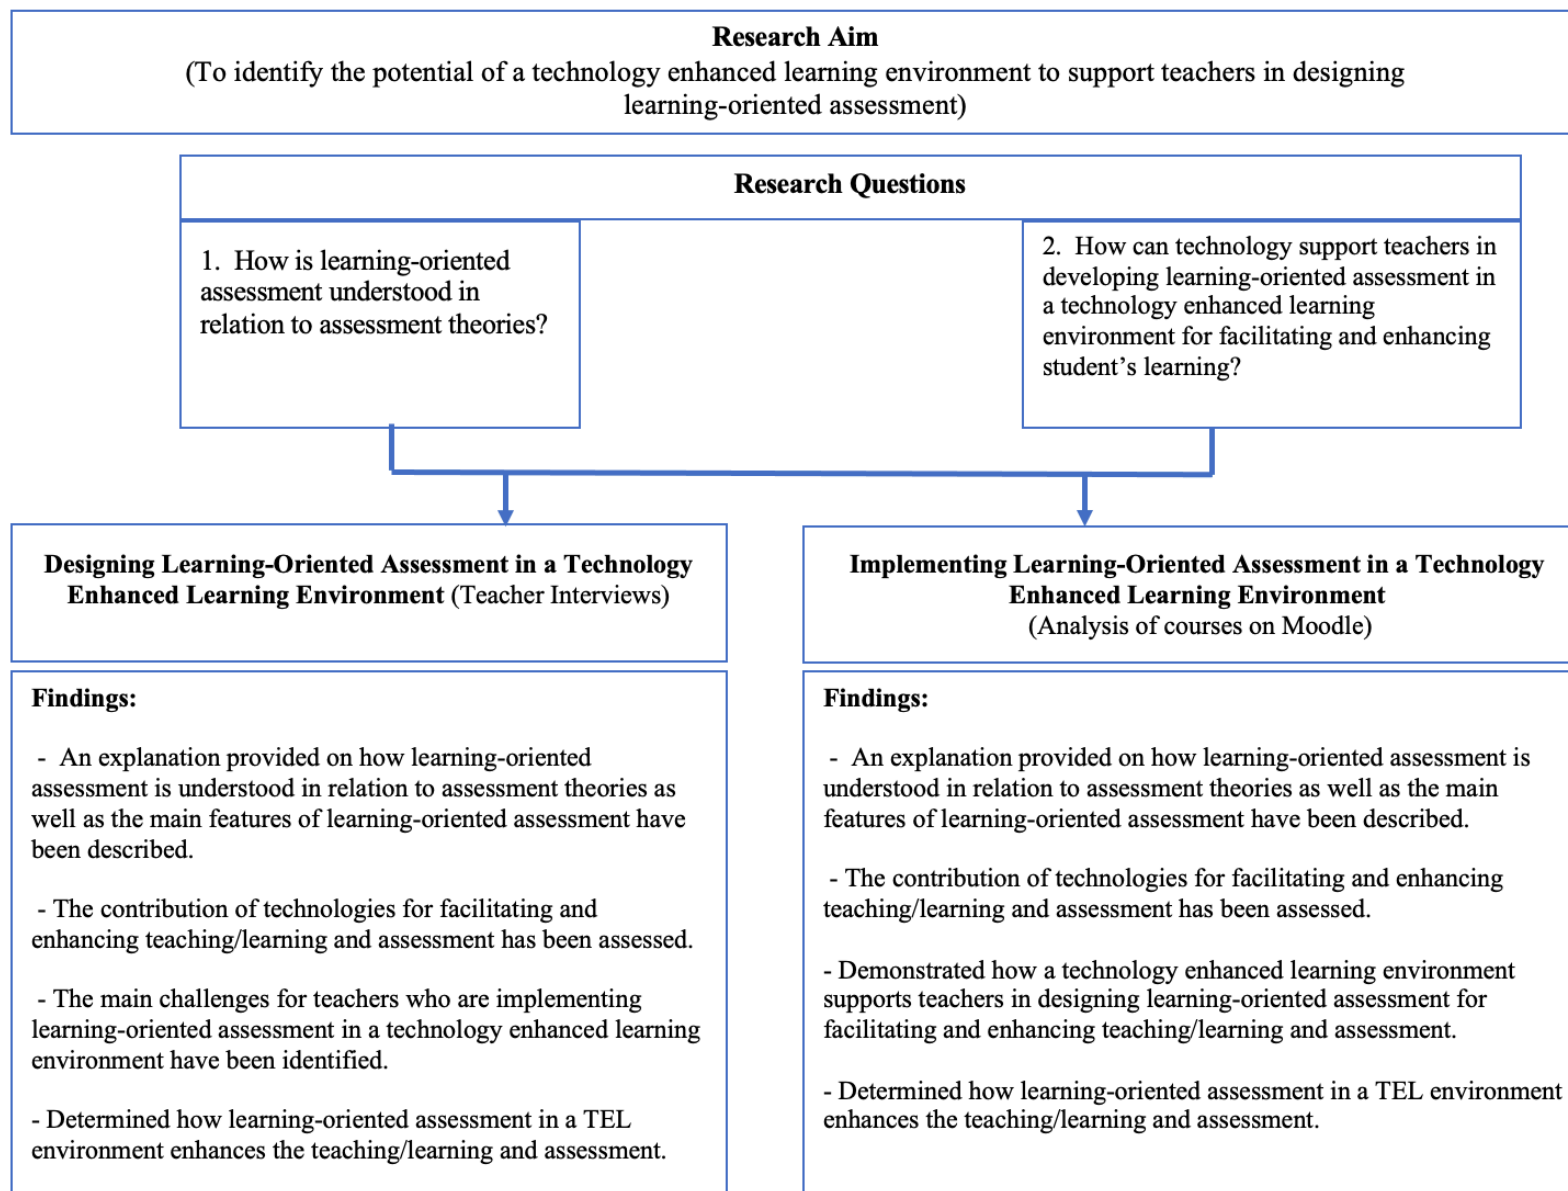 Research Aim
(To identify the potential of a technology enhanced learning environment to support teachers in designing
learning-oriented assessment)
Research Questions
1. How is learning-oriented
assessment understood in
relation to assessment theories?
2. How can technology support teachers in
developing learning-oriented assessment in
a technology enhanced learning
environment for facilitating and enhancing
student’s learning?
Designing Learning-Oriented Assessment in a Technology
Enhanced Learning Environment (Teacher Interviews)
Implementing Learning-Oriented Assessment in a Technology
Enhanced Learning Environment
(Analysis of courses on Moodle)
Findings:
- An explanation provided on how learning-oriented
assessment is understood in relation to assessment theories as
well as the main features of learning-oriented assessment have
been described.
- The contribution of technologies for facilitating and
enhancing teaching/learning and assessment has been assessed.
- The main challenges for teachers who are implementing
learning-oriented assessment in a technology enhanced learning
environment have been identified.
- Determined how learning-oriented assessment in a TEL
environment enhances the teaching/learning and assessment.
Findings:
- An explanation provided on how learning-oriented assessment is
understood in relation to assessment theories as well as the main
features of learning-oriented assessment have been described.
- The contribution of technologies for facilitating and enhancing
teaching/learning and assessment has been assessed.
- Demonstrated how a technology enhanced learning environment
supports teachers in designing learning-oriented assessment for
facilitating and enhancing teaching/learning and assessment.
- Determined how learning-oriented assessment in a TEL environment
enhances the teaching/learning and assessment.